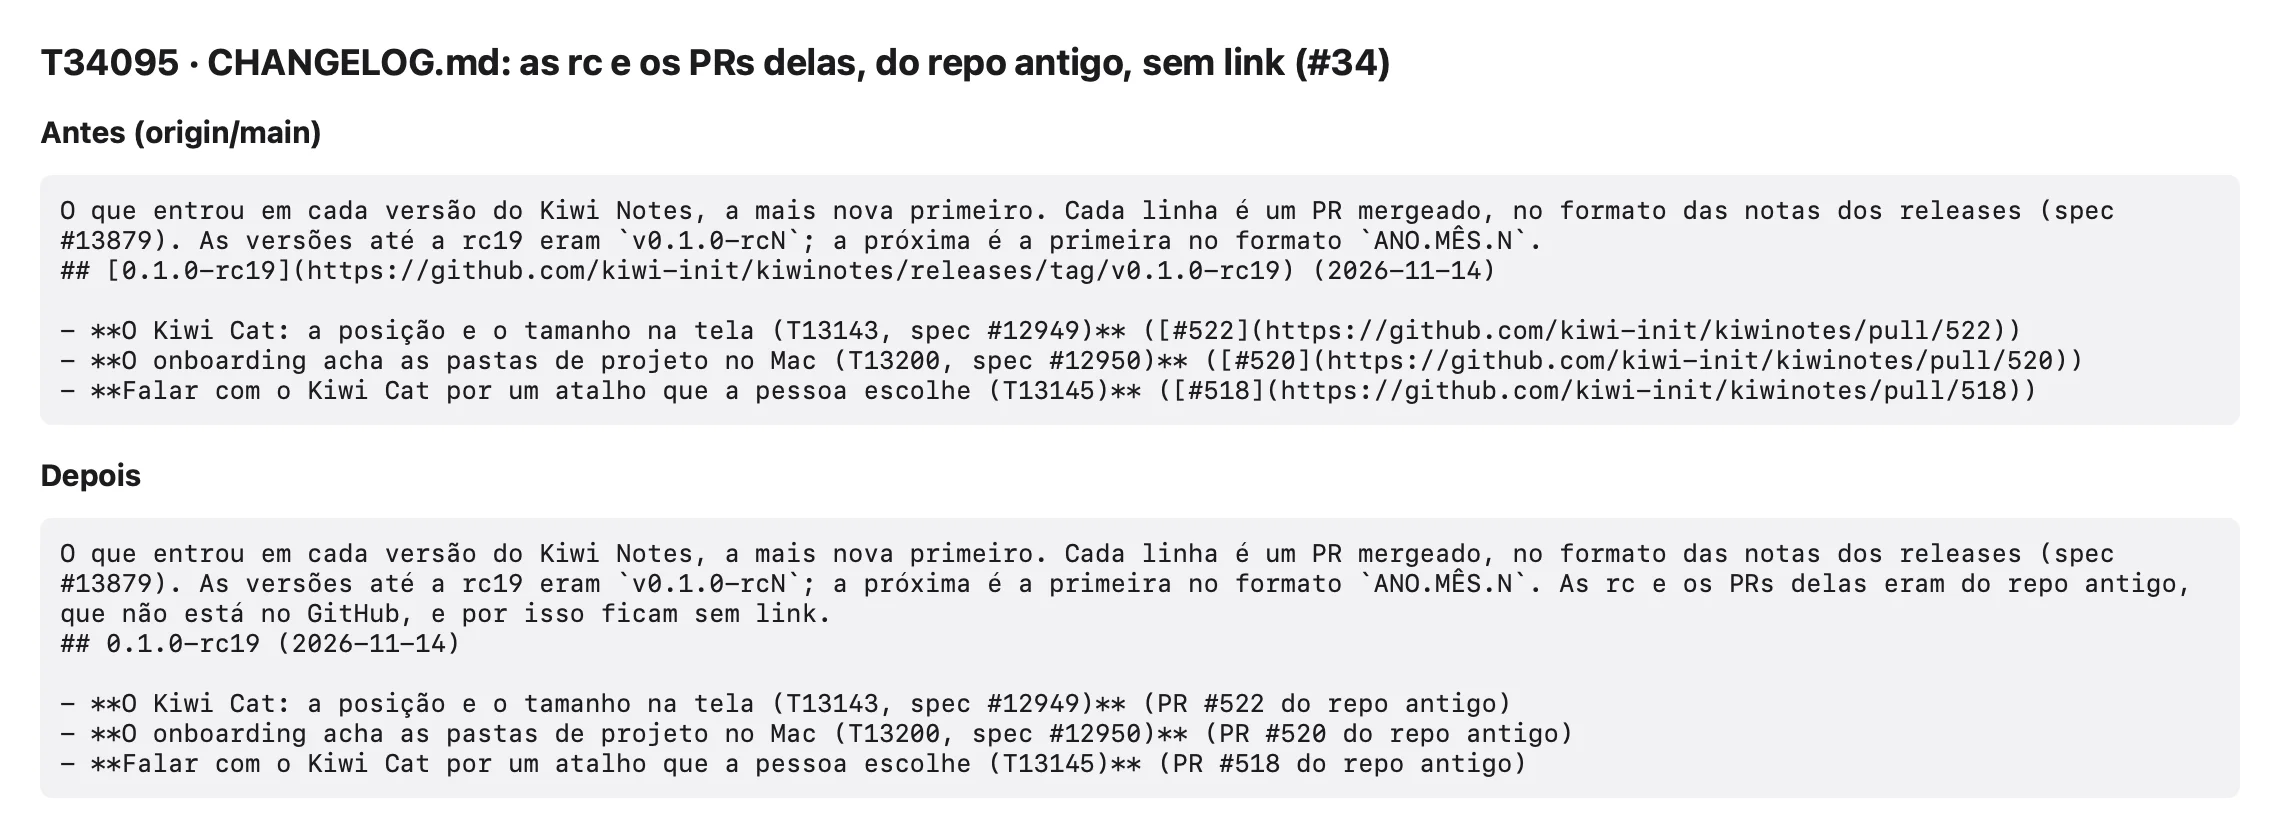 T34095 · CHANGELOG.md: as rc e os PRs delas, do repo antigo, sem link (#34)
Antes (origin/main)
O que entrou em cada versão do Kiwi Notes, a mais nova primeiro. Cada linha é um PR mergeado, no formato das notas dos releases (spec
#13879). As versões até a rc19 eram `v0.1.0-rcN`; a próxima é a primeira no formato `ANO.MÊS.N`.
## [0.1.0-rc19](https://github.com/kiwi-init/kiwinotes/releases/tag/v0.1.0-rc19) (2026-11-14)
- **O Kiwi Cat: a posição e o tamanho na tela (T13143, spec #12949)** ([#522](https://github.com/kiwi-init/kiwinotes/pull/522))
- **O onboarding acha as pastas de projeto no Mac (T13200, spec #12950)** ([#520](https://github.com/kiwi-init/kiwinotes/pull/520))
- **Falar com o Kiwi Cat por um atalho que a pessoa escolhe (T13145)** ([#518](https://github.com/kiwi-init/kiwinotes/pull/518))
Depois
O que entrou em cada versão do Kiwi Notes, a mais nova primeiro. Cada linha é um PR mergeado, no formato das notas dos releases (spec
#13879). As versões até a rc19 eram `v0.1.0-rcN`; a próxima é a primeira no formato `ANO.MÊS.N`. As rc e os PRs delas eram do repo antigo,
que não está no GitHub, e por isso ficam sem link.
## 0.1.0-rc19 (2026-11-14)
- **O Kiwi Cat: a posição e o tamanho na tela (T13143, spec #12949)** (PR #522 do repo antigo)
- **O onboarding acha as pastas de projeto no Mac (T13200, spec #12950)** (PR #520 do repo antigo)
- **Falar com o Kiwi Cat por um atalho que a pessoa escolhe (T13145)** (PR #518 do repo antigo)